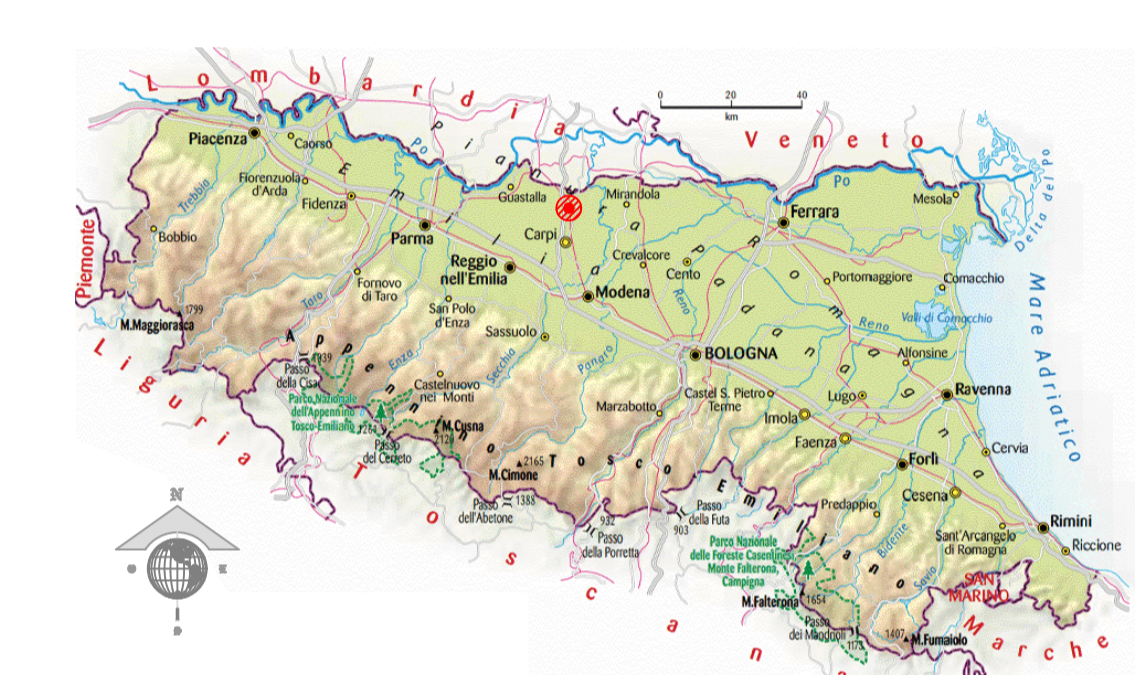 Lombardia
Veneto
Piemonte
Liguria
Toscana
Marche
SAN
MARINO
Mare Adriatico
Delta del Po
0 20 40
km
Pianura Padana
Emilia
Romagna
Appennino Tosco Emiliano
Piacenza
Caorso
Po
Po
Fiorenzuola
d'Arda
Fidenza
Trebbio
Bobbio
Guastalla
Mirandola
Mesola
Ferrara
Parma
Carpi
Crevalcore
Cento
Reggio
nell'Emilia
Modena
Portomaggiore
Comacchio
Valli di Comacchio
Fornovo
di Taro
Taro
San Polo
d'Enza
Enza
Sassuolo
Secchio
Panaro
Reno
Reno
BOLOGNA
Alfonsine
Ravenna
1799
M.Maggiorasca
1039
Passo
della Cisa
Parco Nazionale
dell'Appennino
Tosco-Emiliano
1261
Passo
del Cerreto
Castelnuovo
nei Monti
M.Cusna
2120
2165
M.Cimone
Passo
dell'Abetone
1388
Marzabotto
Castel S. Pietro
Terme
Imola
Lugo
Faenza
Cervia
Forlì
Cesena
932
Passo
della Porretta
903
Passo
della Futa
Predappio
Bidente
Savio
Sant'Arcangelo
di Romagna
Rimini
Riccione
Parco Nazionale
delle Foreste Casentinesi,
Monte Falterona,
Campigna
M.Falterona
1654
Passo
dei Mandrioli
1173
1407
M.Fumaiolo
N
O
E